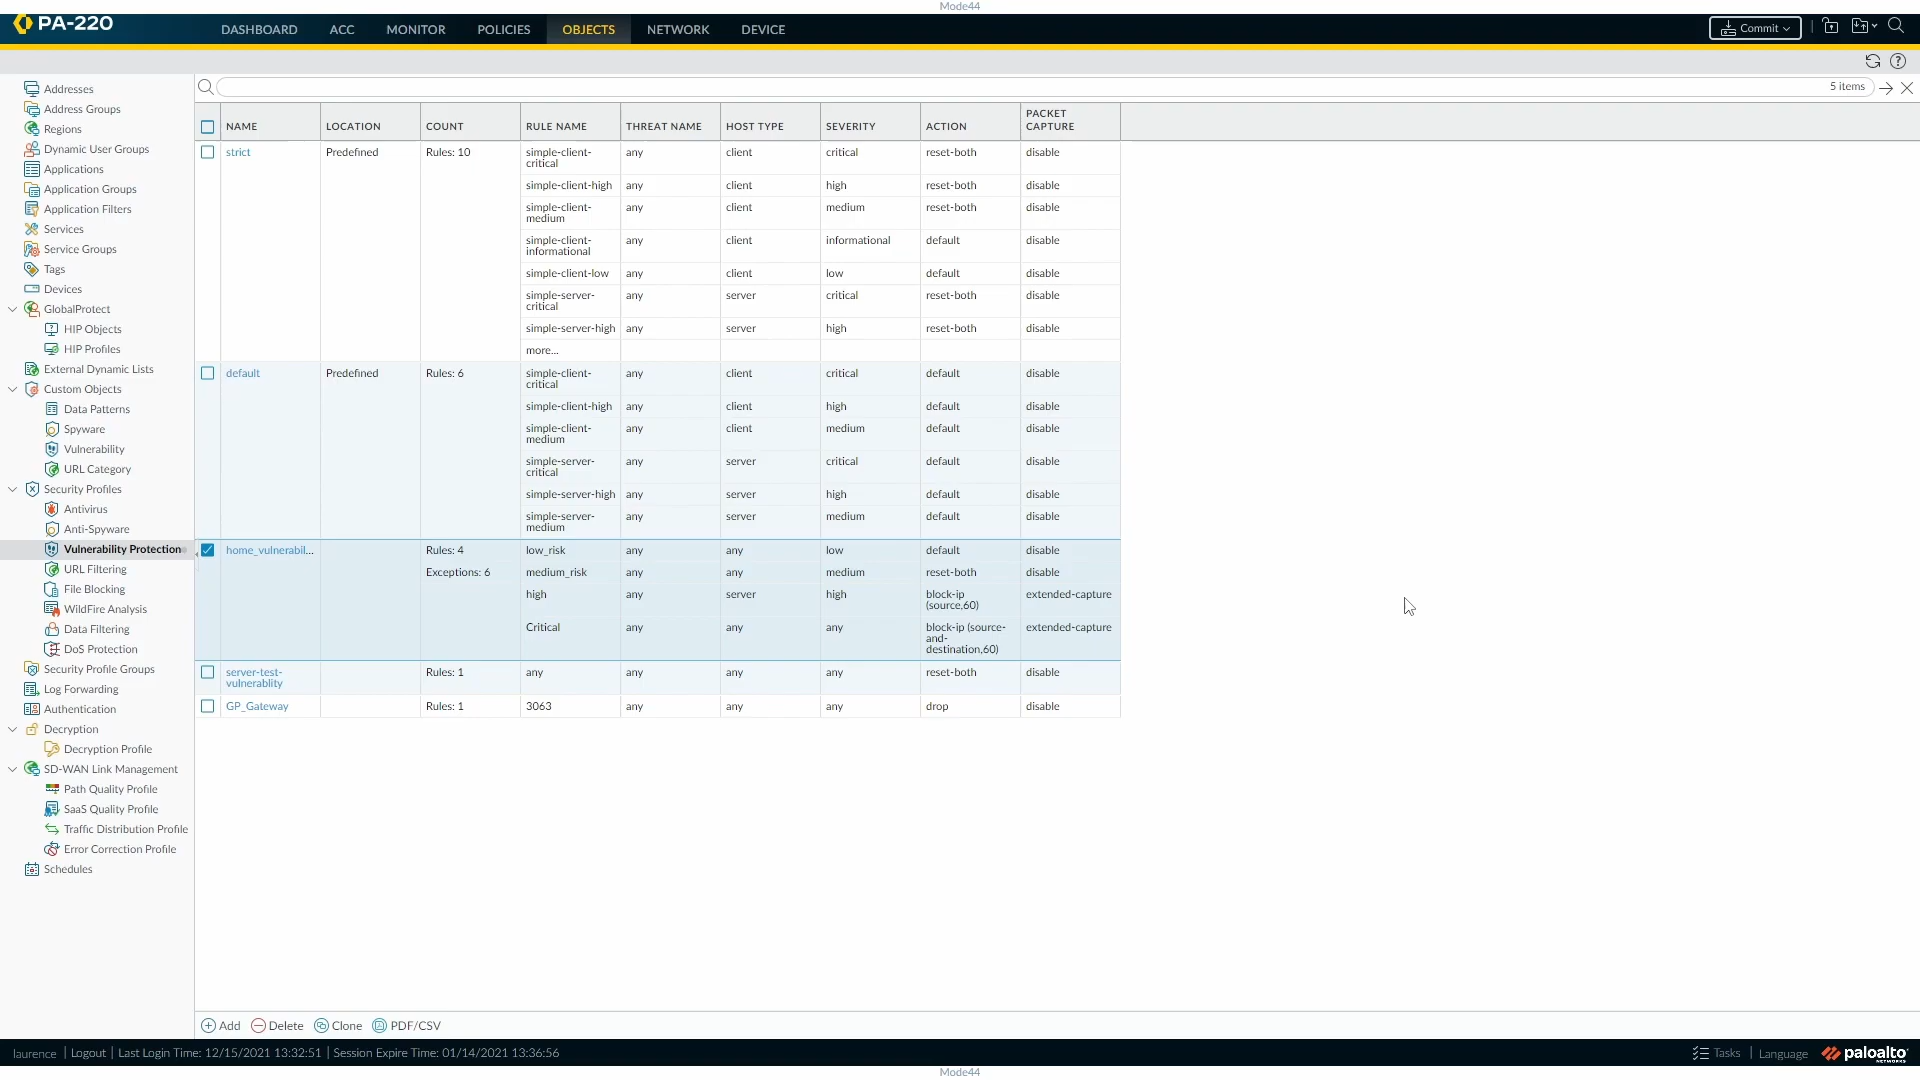 Mode44
PA-220
DASHBOARD ACC MONITOR POLICIES OBJECTS NETWORK DEVICE
Commit
5 items
Addresses
Address Groups
Regions
Dynamic User Groups
Applications
Application Groups
Application Filters
Services
Service Groups
Tags
Devices
GlobalProtect
HIP Objects
HIP Profiles
External Dynamic Lists
Custom Objects
Data Patterns
Spyware
Vulnerability
URL Category
Security Profiles
Antivirus
Anti-Spyware
Vulnerability Protection
URL Filtering
File Blocking
WildFire Analysis
Data Filtering
DoS Protection
Security Profile Groups
Log Forwarding
Authentication
Decryption
Decryption Profile
SD-WAN Link Management
Path Quality Profile
SaaS Quality Profile
Traffic Distribution Profile
Error Correction Profile
Schedules
NAME LOCATION COUNT RULE NAME THREAT NAME HOST TYPE SEVERITY ACTION PACKET
CAPTURE
strict Predefined Rules: 10 simple-client- any client critical reset-both disable
critical
simple-client-high any client high reset-both disable
simple-client- any client medium reset-both disable
medium
simple-client- any client informational default disable
informational
simple-client-low any client low default disable
simple-server- any server critical reset-both disable
critical
simple-server-high any server high reset-both disable
more...
default Predefined Rules: 6 simple-client- any client critical default disable
critical
simple-client-high any client high default disable
simple-client- any client medium default disable
medium
simple-server- any server critical default disable
critical
simple-server-high any server high default disable
simple-server- any server medium default disable
medium
home_vulnerabil... Rules: 4 low_risk any any low default disable
Exceptions: 6 medium_risk any any medium reset-both disable
high any server high block-ip extended-capture
(source,60)
Critical any any any block-ip (source- extended-capture
and-
destination,60)
server-test- Rules: 1 any any any any reset-both disable
vulnerablity
GP_Gateway Rules: 1 3063 any any any drop disable
Add Delete Clone PDF/CSV
laurence | Logout | Last Login Time: 12/15/2021 13:32:51 | Session Expire Time: 01/14/2021 13:36:56
Tasks | Language paloalto
NETWORKS
Mode44